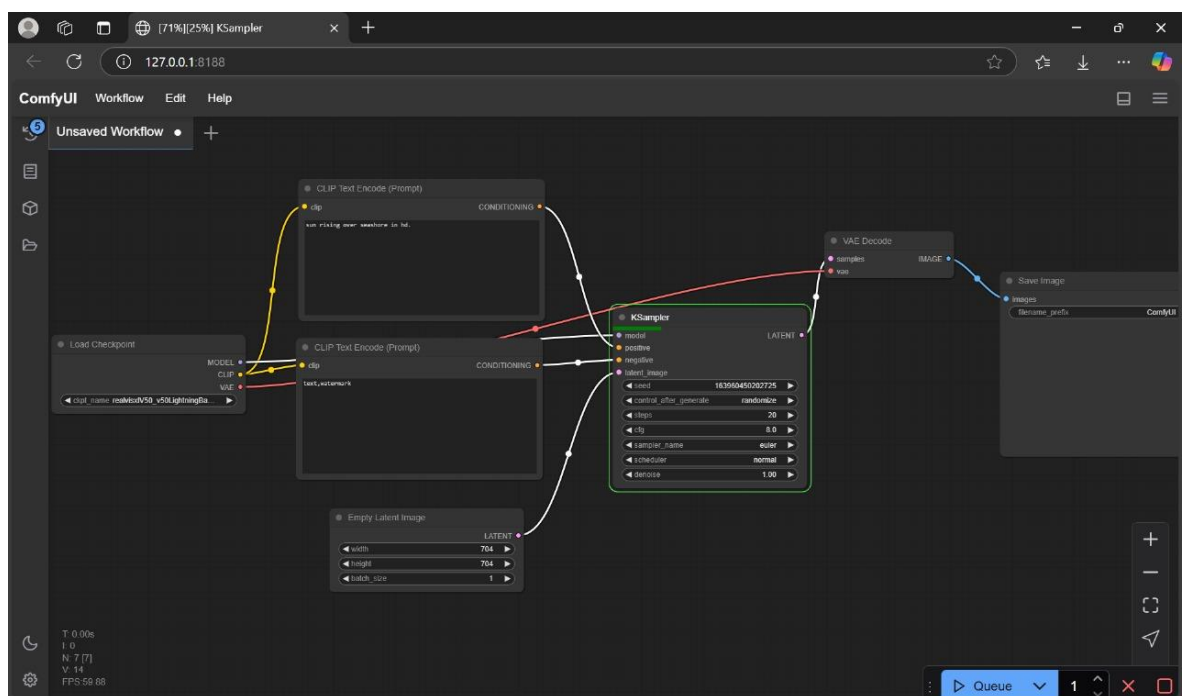 [71%][25%] KSampler
127.0.0.1:8188
ComfyUI Workflow Edit Help
5
Unsaved Workflow
CLIP Text Encode (Prompt)
clip CONDITIONING
sun rising over seashore in hd.
VAE Decode
samples IMAGE
vae
Save Image
images
filename_prefix ComfyUI
KSampler
model LATENT
positive
negative
latent_image
seed 163960450202725
control_after_generate randomize
steps 20
cfg 8.0
sampler_name euler
scheduler normal
denoise 1.00
Load Checkpoint
MODEL
CLIP
VAE
ckpt_name realvisxlV50_v50LightningBa...
CLIP Text Encode (Prompt)
clip CONDITIONING
text,watermark
Empty Latent Image
LATENT
width 704
height 704
batch_size 1
T: 0.00s
I: 0
N: 7 [7]
V: 14
FPS:59.88
Queue 1